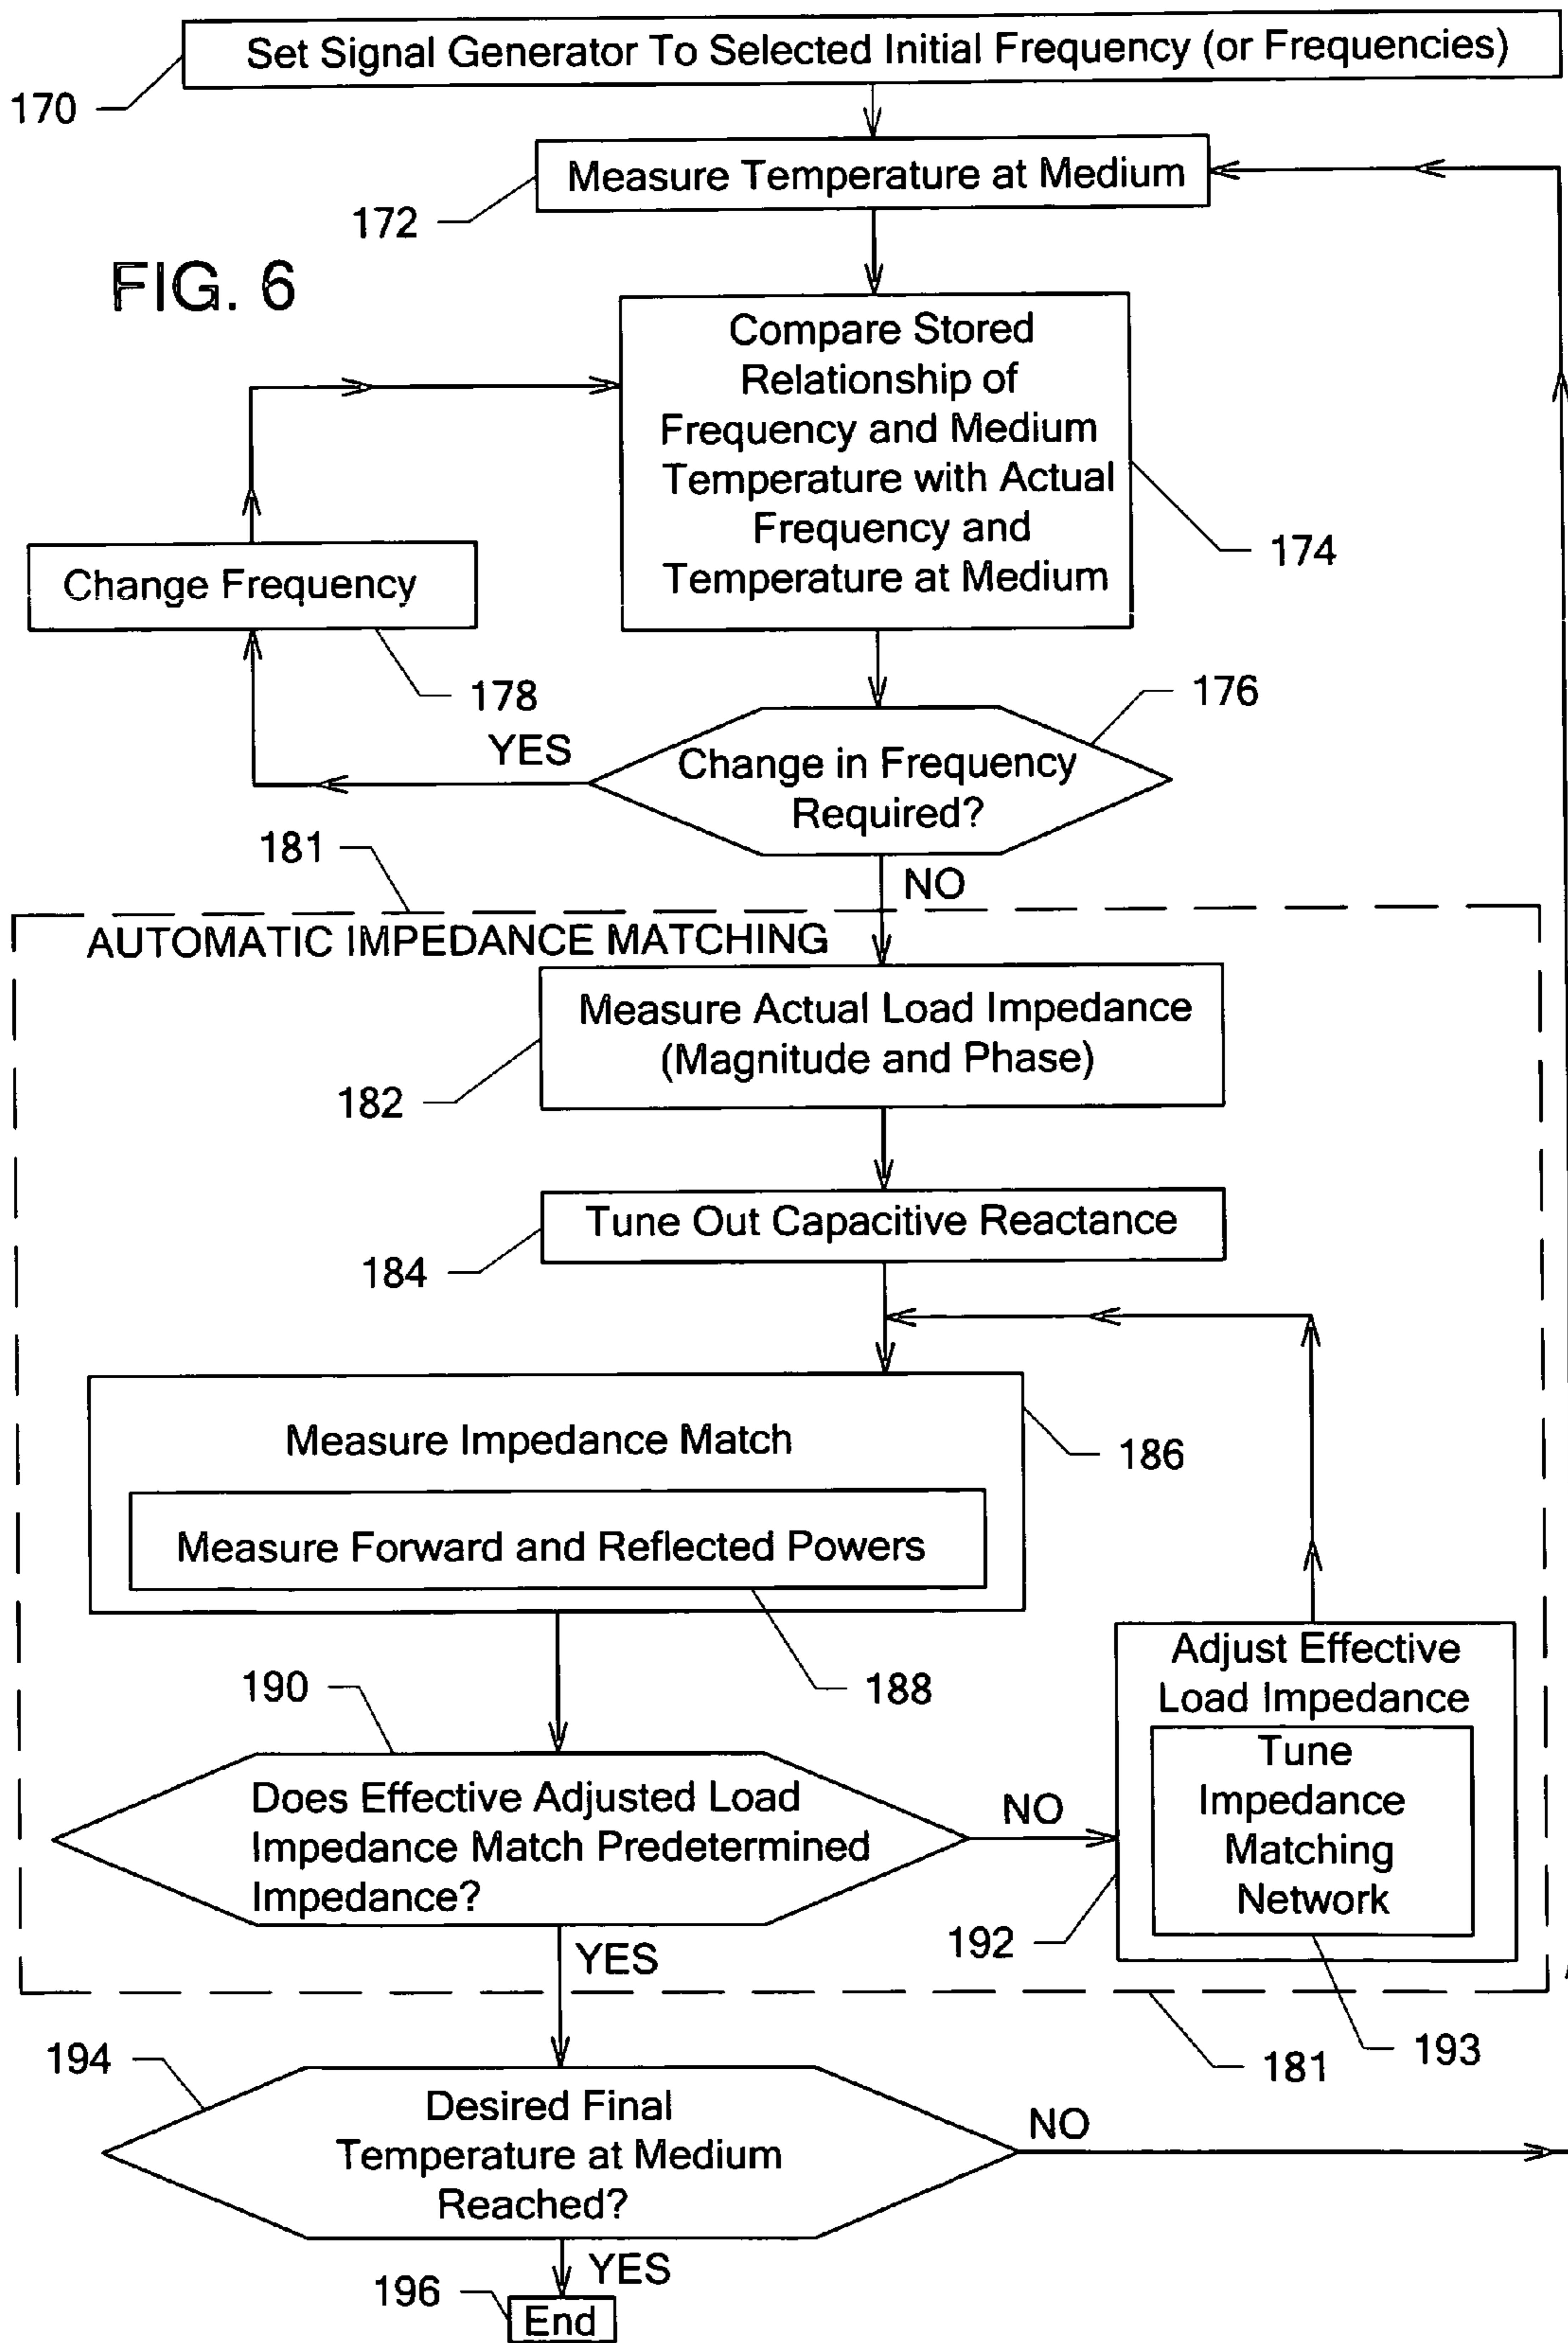 Set Signal Generator To Selected Initial Frequency (or Frequencies)
170
Measure Temperature at Medium
172
FIG. 6
Compare Stored
Relationship of
Frequency and Medium
Temperature with Actual
Frequency and
Temperature at Medium
174
Change Frequency
178
176
YES
Change in Frequency
Required?
181
NO
AUTOMATIC IMPEDANCE MATCHING
Measure Actual Load Impedance
(Magnitude and Phase)
182
Tune Out Capacitive Reactance
184
Measure Impedance Match
186
Measure Forward and Reflected Powers
188
190
Adjust Effective
Load Impedance
Tune
Impedance
Matching
Network
Does Effective Adjusted Load
Impedance Match Predetermined
Impedance?
NO
192
YES
193
181
194
Desired Final
Temperature at Medium
Reached?
NO
YES
196
End